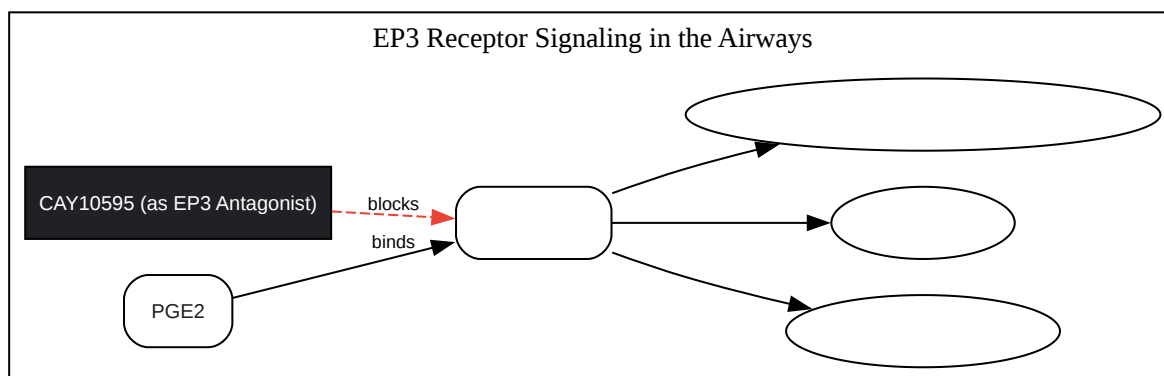 EP3 Receptor Signaling in the Airways
CAY10595 (as EP3 Antagonist)
blocks
binds
PGE2